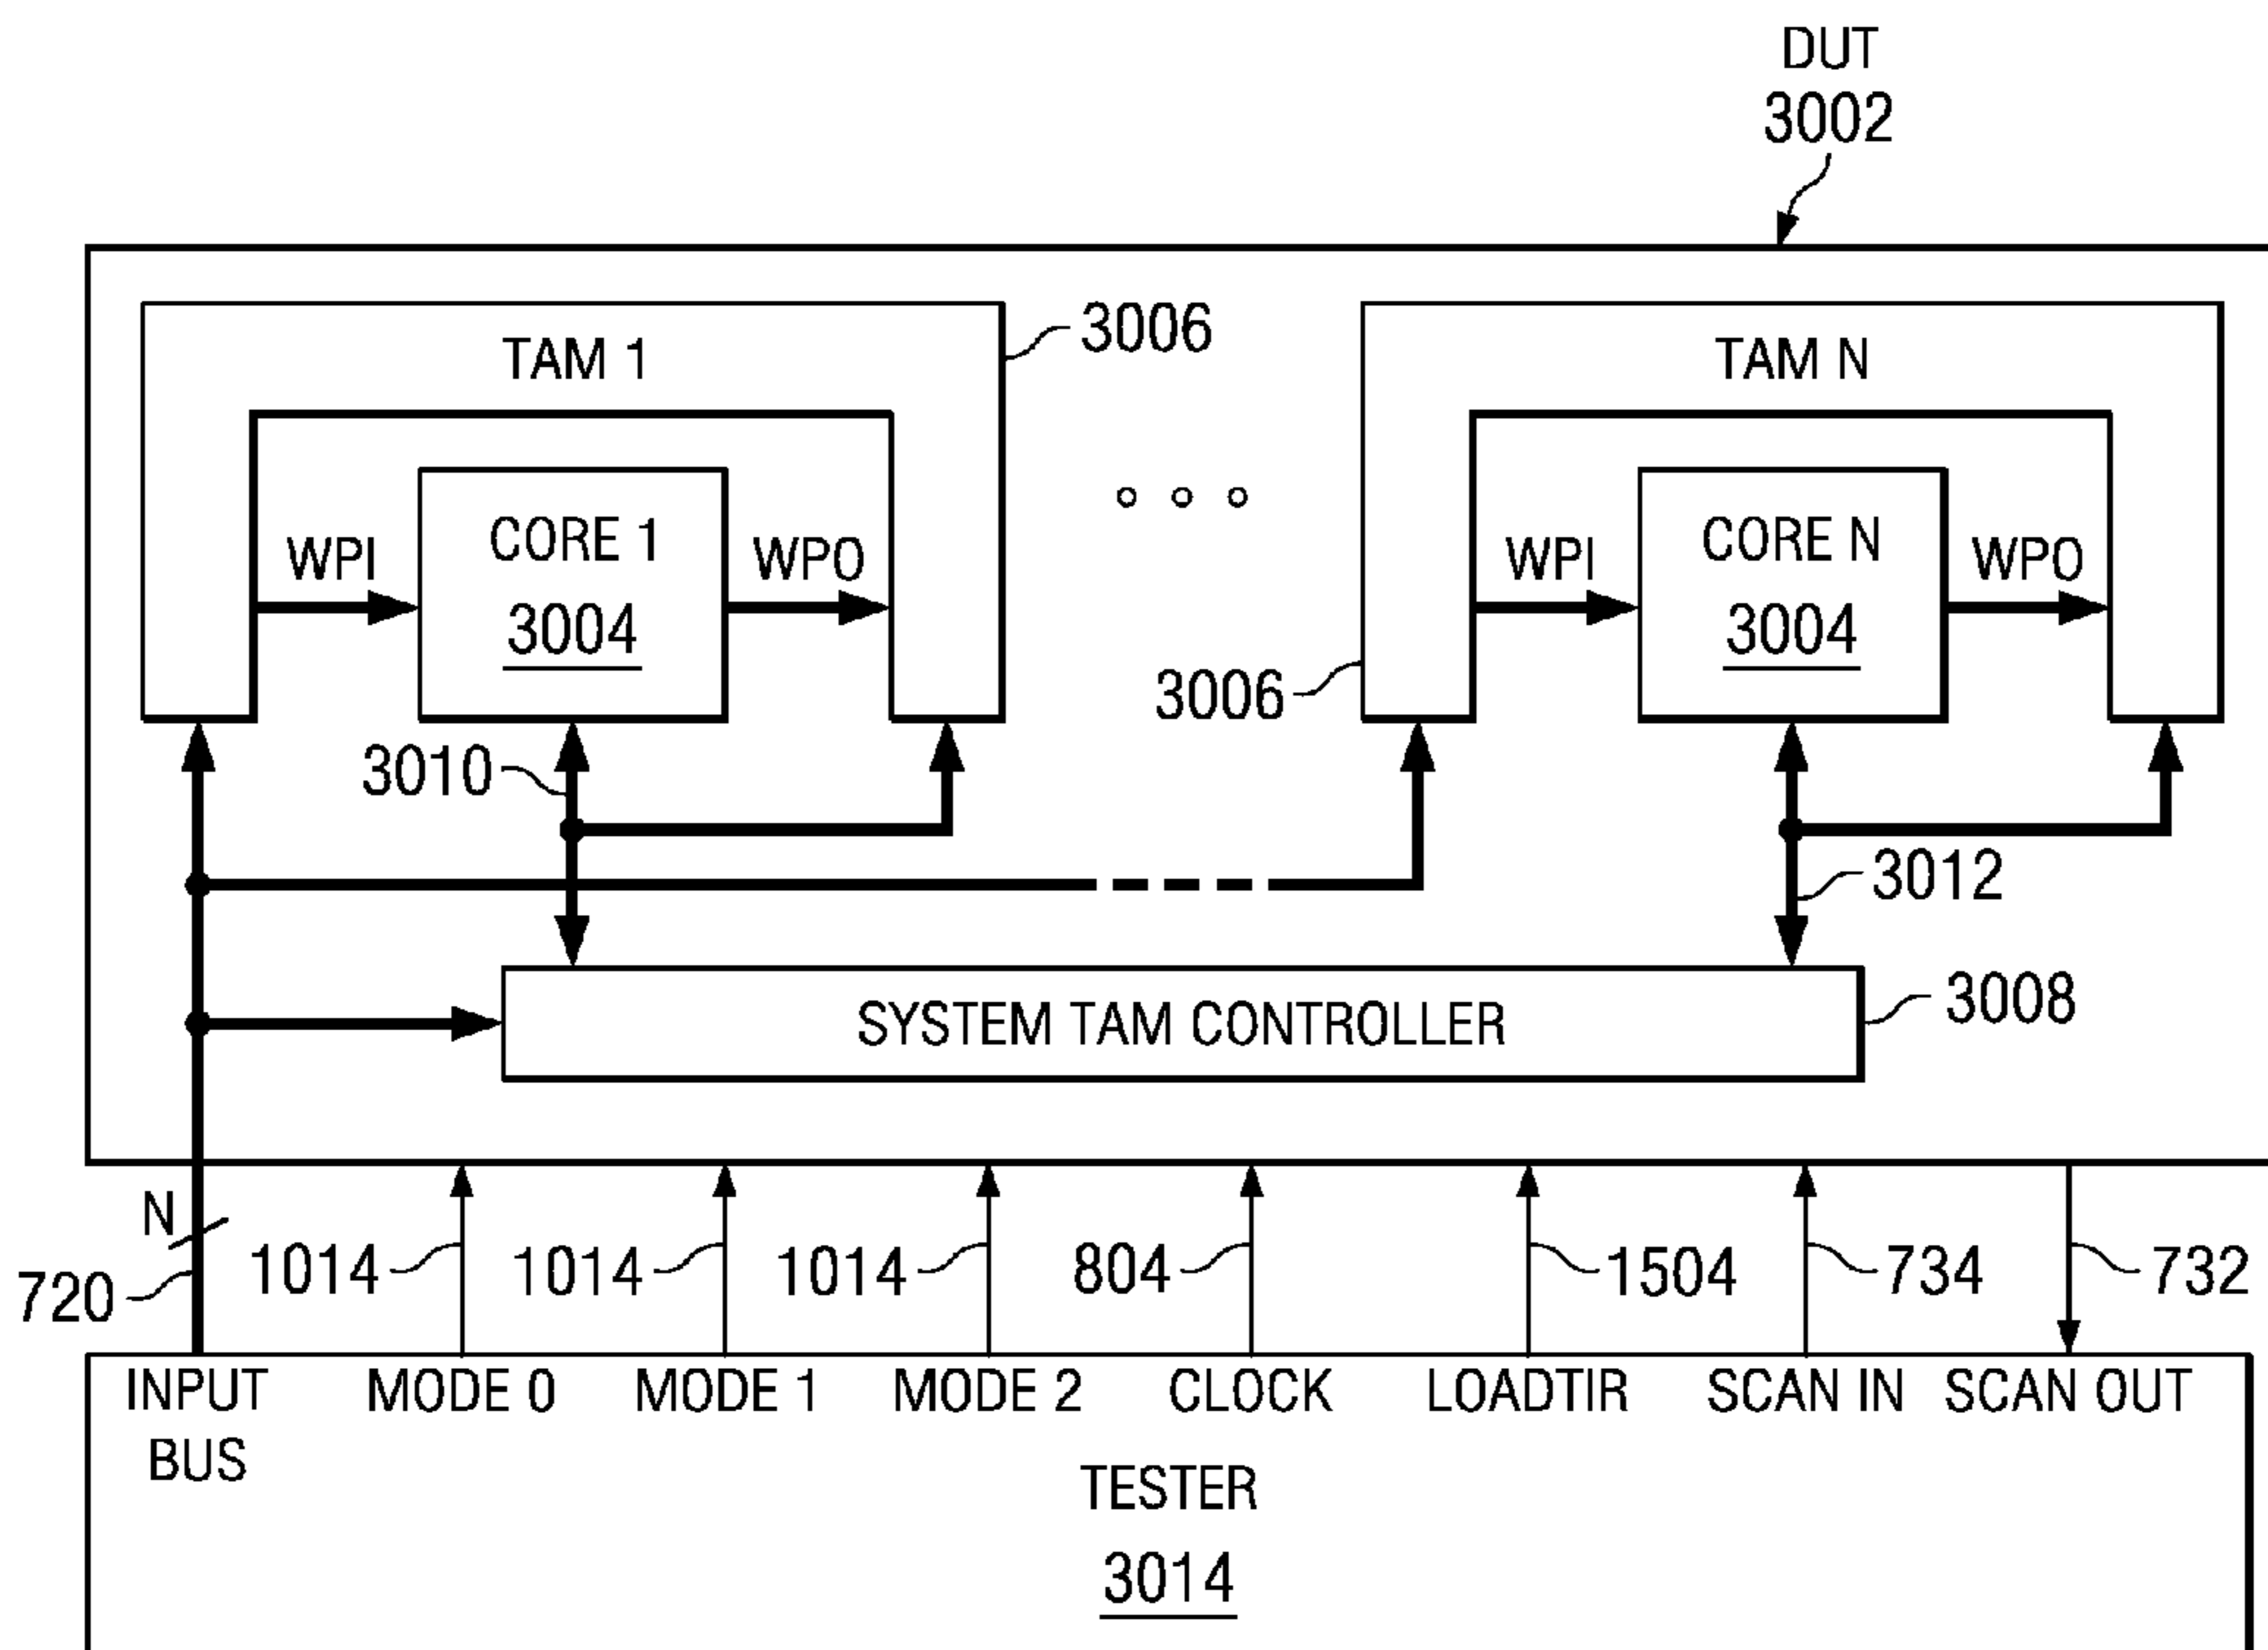 DUT
3002
3006
TAM 1
TAM N
WPI
CORE 1
WPO
3004
WPI
CORE N
WPO
3004
3006
3010
3012
SYSTEM TAM CONTROLLER
3008
N
720
1014
1014
1014
804
1504
734
732
INPUT
BUS
MODE 0
MODE 1
MODE 2
CLOCK
LOADTIR
SCAN IN
SCAN OUT
TESTER
3014